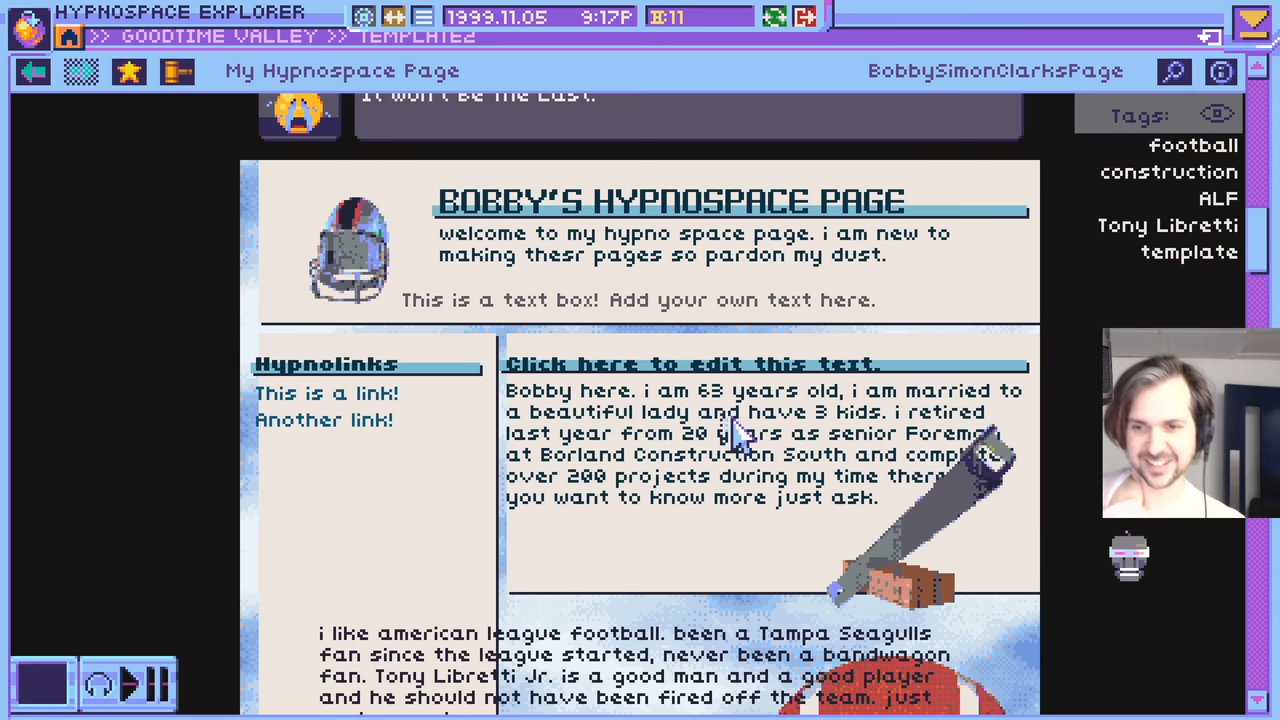 HYPNOSPACE EXPLORER
1999.11.05 9:17P
:11
>> GOODTIME VALLEY >> TEMPLATE2
My Hypnospace Page
BobbySimonClarksPage
It won't be the last.
Tags:
football
construction
ALF
Tony Libretti
template
BOBBY'S HYPNOSPACE PAGE
welcome to my hypno space page. i am new to
making thesr pages so pardon my dust.
This is a text box! Add your own text here.
Hypnolinks
This is a link!
Another link!
Click here to edit this text.
Bobby here. i am 63 years old, i am married to
a beautiful lady and have 3 kids. i retired
last year from 20 years as senior Foreman
at Borland Construction South and
over 200 projects during my time
you want to know more just ask.
i like american league football. been a Tampa Seagulls
fan since the league started, never been a bandwagon
fan. Tony Libretti Jr. is a good man and a good player
and he should not have been fired off the team. just